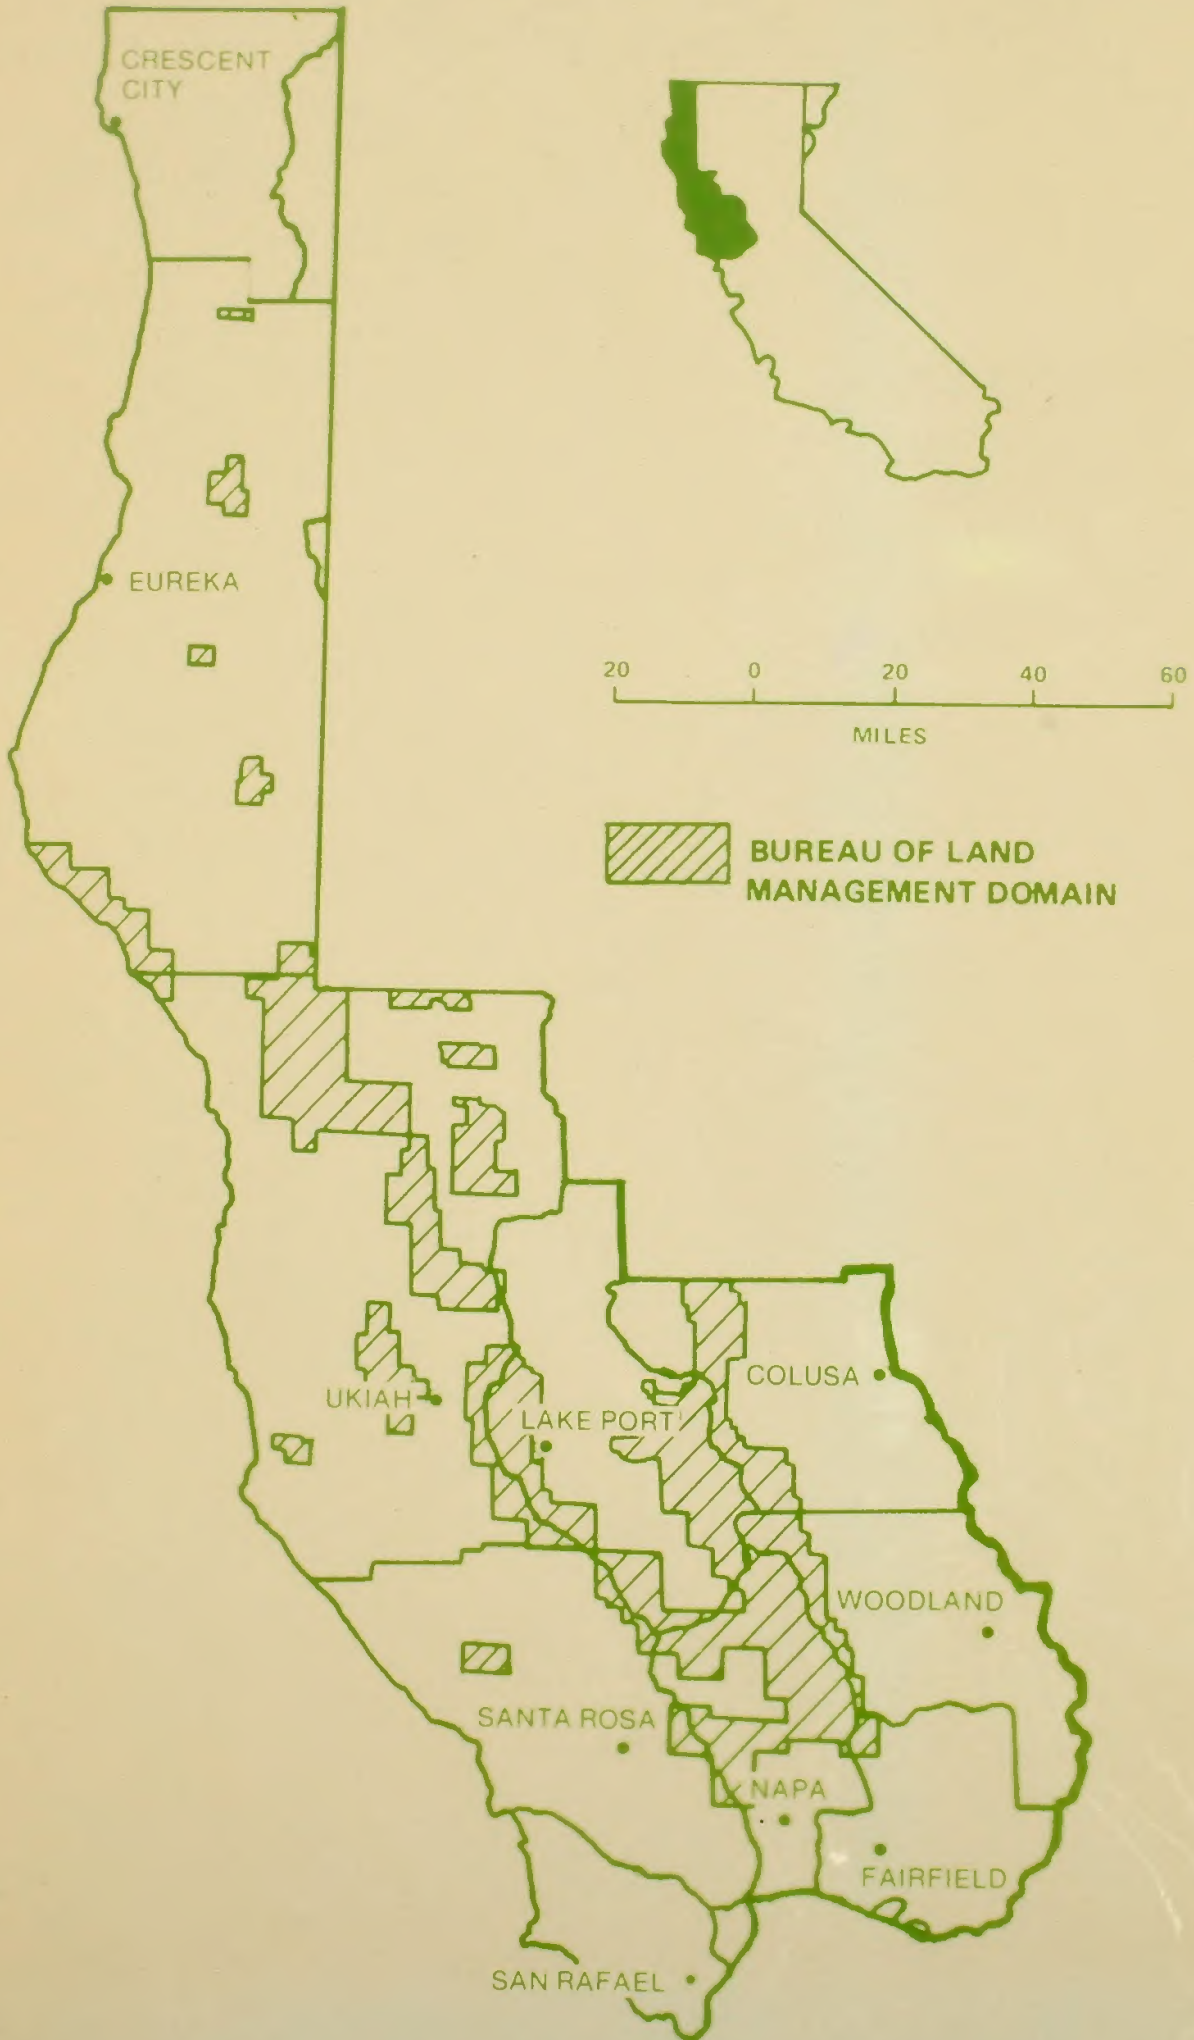 CRESCENT
CITY
EUREKA
20 0 20 40 60
MILES
BUREAU OF LAND
MANAGEMENT DOMAIN
COLUSA
UKIAH
LAKE PORT
WOODLAND
SANTA ROSA
NAPA
FAIRFIELD
SAN RAFAEL